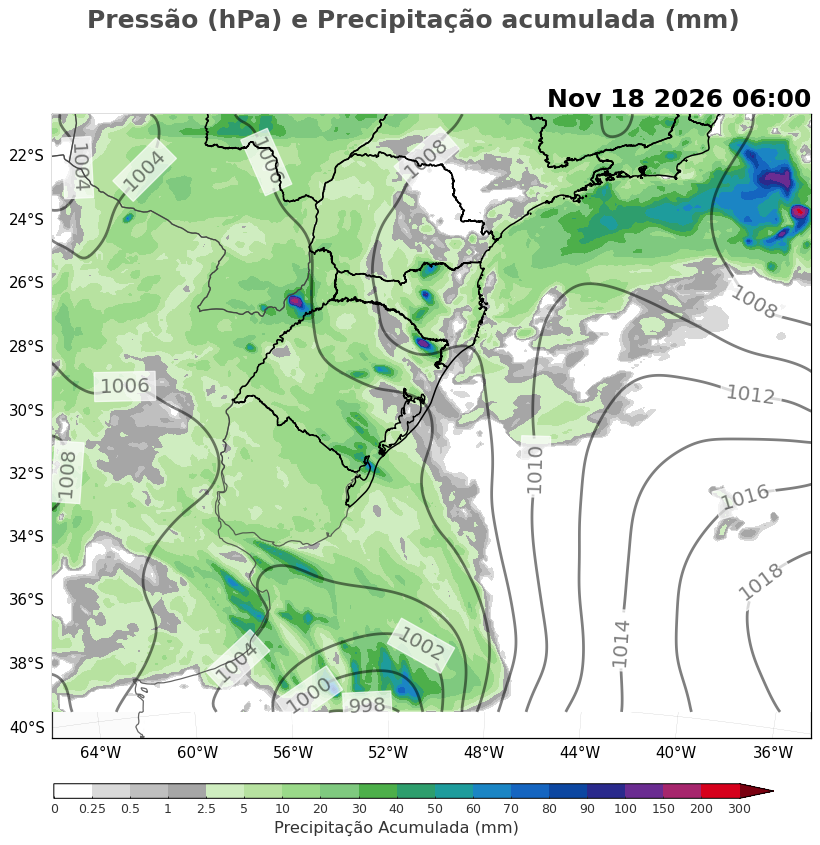 Pressão (hPa) e Precipitação acumulada (mm)
Nov 18 2026 06:00
22°S
24°S
26°S
28°S
30°S
32°S
34°S
36°S
38°S
40°S
1004
1004
1006
1008
1008
1006
1012
1008
1010
1016
1018
1014
1002
1004
1000
998
64°W 60°W 56°W 52°W 48°W 44°W 40°W 36°W
0 0.25 0.5 1 2.5 5 10 20 30 40 50 60 70 80 90 100 150 200 300
Precipitação Acumulada (mm)